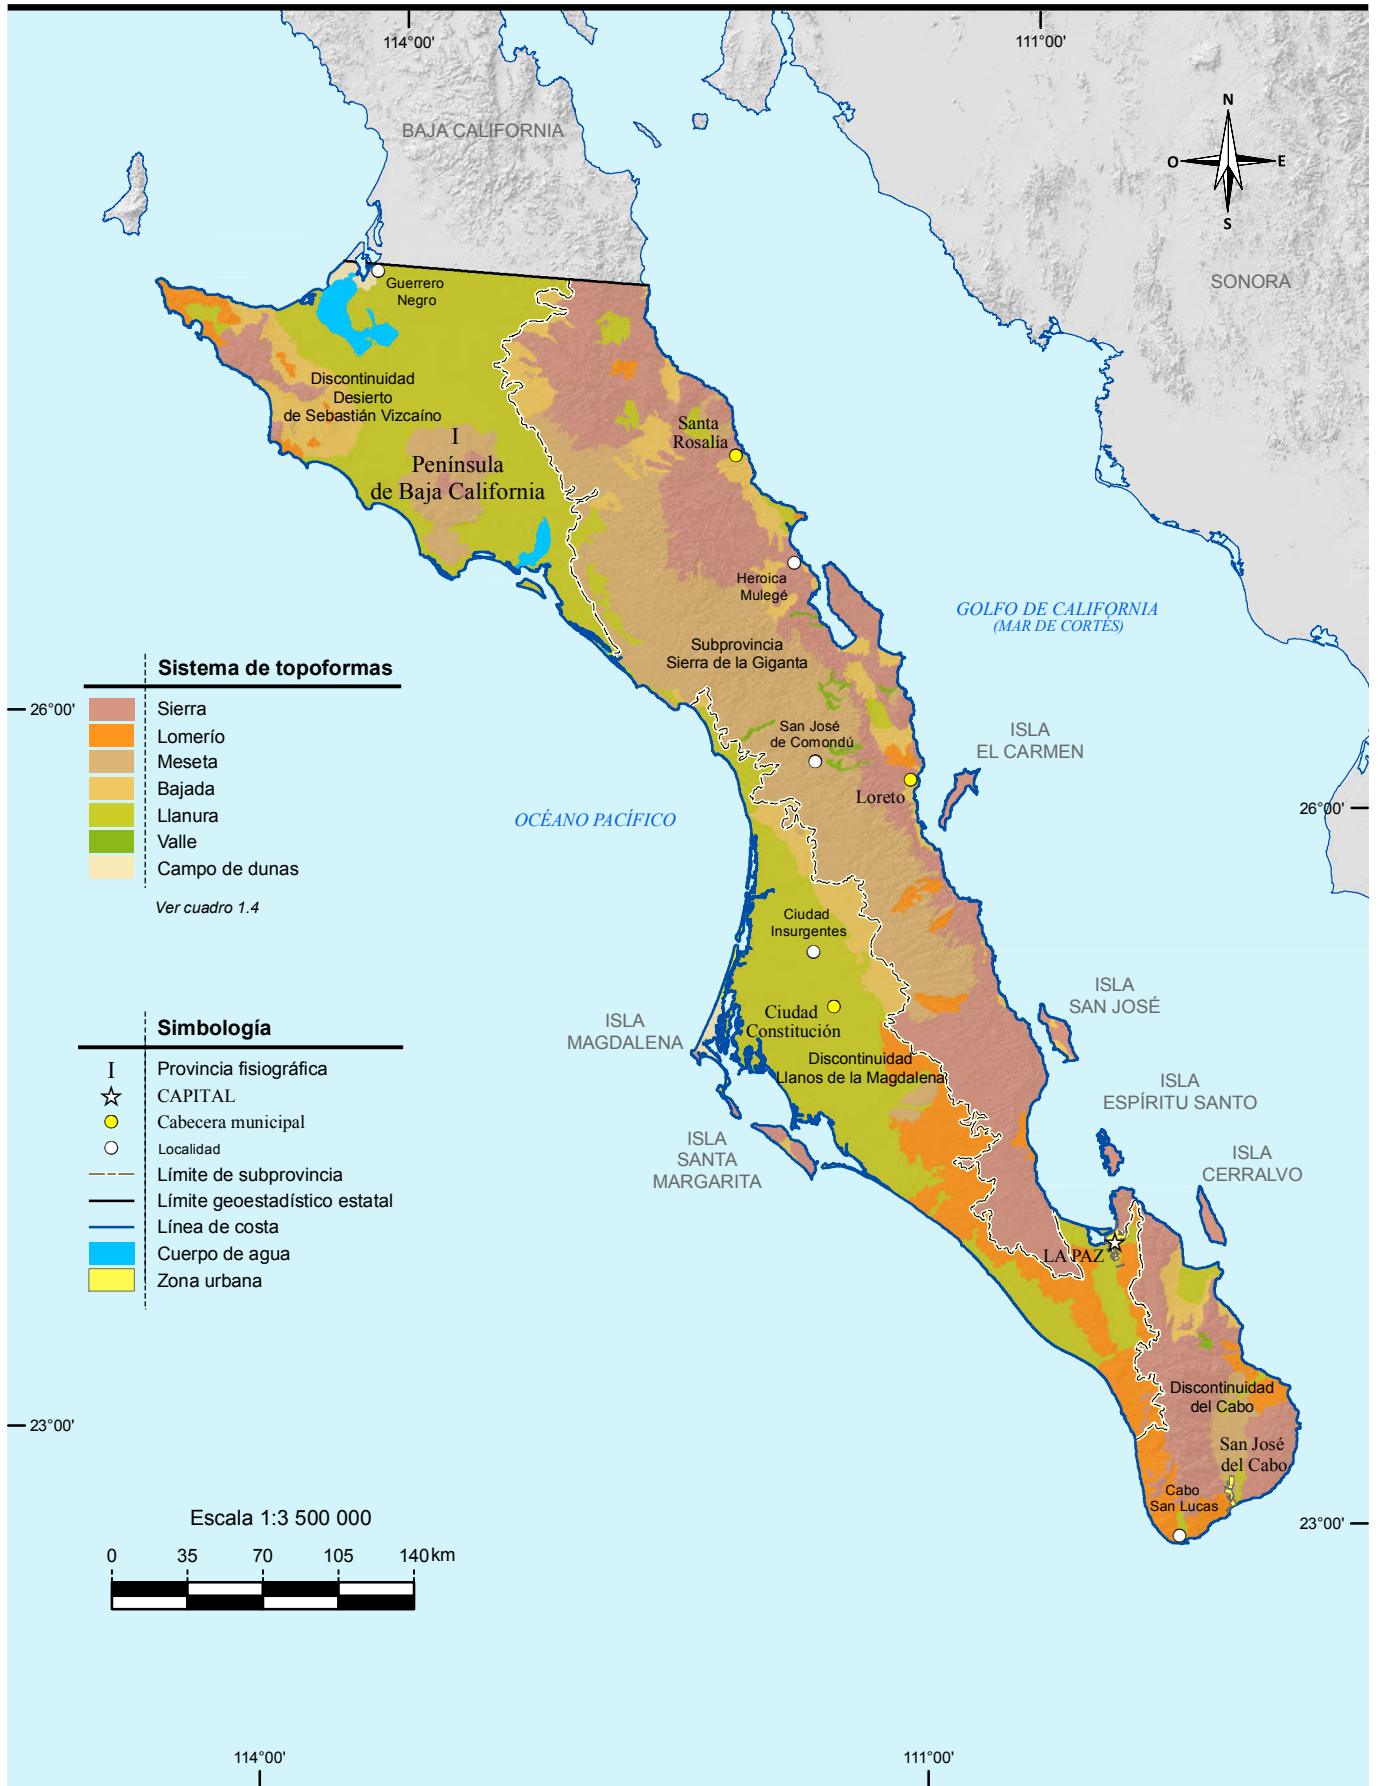 114°00'
111°00'
BAJA CALIFORNIA
N
O
E
S
SONORA
Guerrero
Negro
Discontinuidad
Desierto
de Sebastián Vizcaíno
I
Península
de Baja California
Santa
Rosalía
Heroica
Mulegé
GOLFO DE CALIFORNIA
(MAR DE CORTÉS)
Subprovincia
Sierra de la Giganta
Sistema de topoformas
Sierra
Lomerío
Meseta
Bajada
Llanura
Valle
Campo de dunas
Ver cuadro 1.4
26°00'
San José
de Comondú
ISLA
EL CARMEN
Loreto
26°00'
OCÉANO PACÍFICO
Ciudad
Insurgentes
Ciudad
Constitución
ISLA
SAN JOSÉ
ISLA
MAGDALENA
Discontinuidad
Llanos de la Magdalena
ISLA
ESPÍRITU SANTO
ISLA
SANTA
MARGARITA
ISLA
CERRALVO
Simbología
I
Provincia fisiográfica
CAPITAL
Cabecera municipal
Localidad
Límite de subprovincia
Límite geoestadístico estatal
Línea de costa
Cuerpo de agua
Zona urbana
LA PAZ
Discontinuidad
del Cabo
San José
del Cabo
Cabo
San Lucas
23°00'
23°00'
Escala 1:3 500 000
0 35 70 105 140 km
114°00'
111°00'